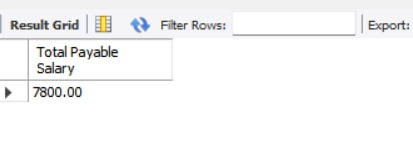 Result Grid Filter Rows: Export:
Total Payable
Salary
7800.00